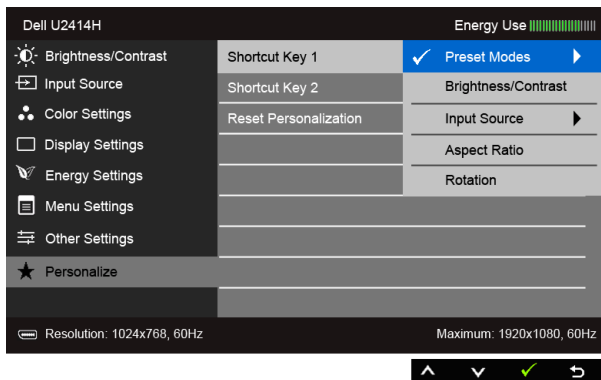 Dell U2414H Energy Use
Brightness/Contrast Shortcut Key 1 Preset Modes
Input Source Shortcut Key 2 Brightness/Contrast
Color Settings Reset Personalization Input Source
Display Settings Aspect Ratio
Energy Settings Rotation
Menu Settings
Other Settings
Personalize
Resolution: 1024x768, 60Hz Maximum: 1920x1080, 60Hz